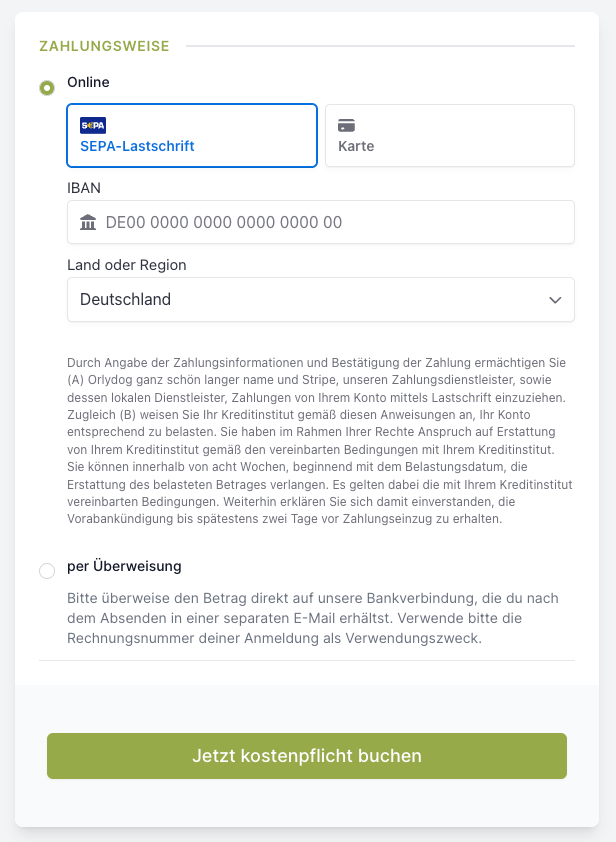 ZAHLUNGSWEISE
Online
SEPA
SEPA-Lastschrift
Karte
IBAN
DE00 0000 0000 0000 0000 00
Land oder Region
Deutschland
Durch Angabe der Zahlungsinformationen und Bestätigung der Zahlung ermächtigen Sie
(A) Orlydog ganz schön langer name und Stripe, unseren Zahlungsdienstleister, sowie
dessen lokalen Dienstleister, Zahlungen von Ihrem Konto mittels Lastschrift einzuziehen.
Zugleich (B) weisen Sie Ihr Kreditinstitut gemäß diesen Anweisungen an, Ihr Konto
entsprechend zu belasten. Sie haben im Rahmen Ihrer Rechte Anspruch auf Erstattung
von Ihrem Kreditinstitut gemäß den vereinbarten Bedingungen mit Ihrem Kreditinstitut.
Sie können innerhalb von acht Wochen, beginnend mit dem Belastungsdatum, die
Erstattung des belasteten Betrages verlangen. Es gelten dabei die mit Ihrem Kreditinstitut
vereinbarten Bedingungen. Weiterhin erklären Sie sich damit einverstanden, die
Vorabankündigung bis spätestens zwei Tage vor Zahlungseinzug zu erhalten.
per Überweisung
Bitte überweise den Betrag direkt auf unsere Bankverbindung, die du nach
dem Absenden in einer separaten E-Mail erhältst. Verwende bitte die
Rechnungsnummer deiner Anmeldung als Verwendungszweck.
Jetzt kostenpflicht buchen